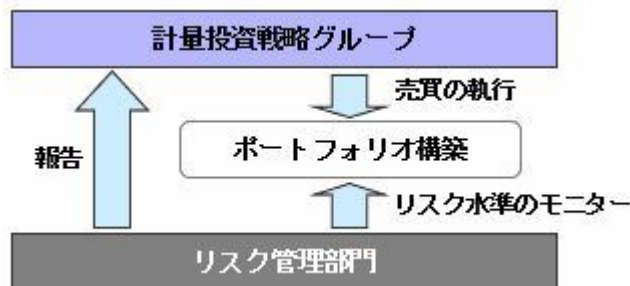 計量投資戦略グループ
売買の執行
報告
ポートフォリオ構築
リスク水準のモニター
リスク管理部門